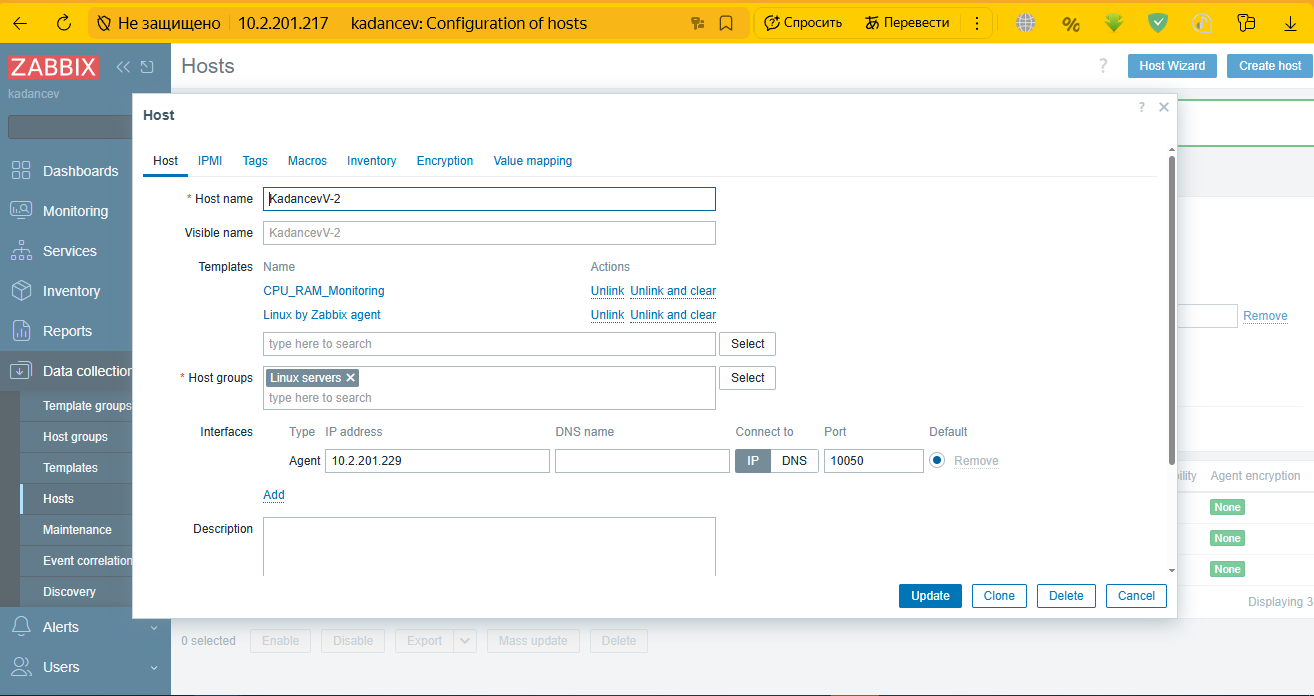 Не защищено 10.2.201.217 kadancev: Configuration of hosts Спросить Перевести
ZABBIX
kadancev
Hosts ? Host Wizard Create host
Dashboards
Monitoring
Services
Inventory
Reports
Data collection
Template groups
Host groups
Templates
Hosts
Maintenance
Event correlation
Discovery
Alerts
Users
Host ?
Host IPMI Tags Macros Inventory Encryption Value mapping
* Host name KadancevV-2
Visible name KadancevV-2
Templates Name Actions
CPU_RAM_Monitoring Unlink Unlink and clear
Linux by Zabbix agent Unlink Unlink and clear
type here to search Select
* Host groups Linux servers Select
type here to search
Interfaces Type IP address DNS name Connect to Port Default
Agent 10.2.201.229 IP DNS 10050 Remove
Add
Description
Update Clone Delete Cancel
Remove
ility Agent encryption
None
None
None
Displaying 3
0 selected Enable Disable Export Mass update Delete